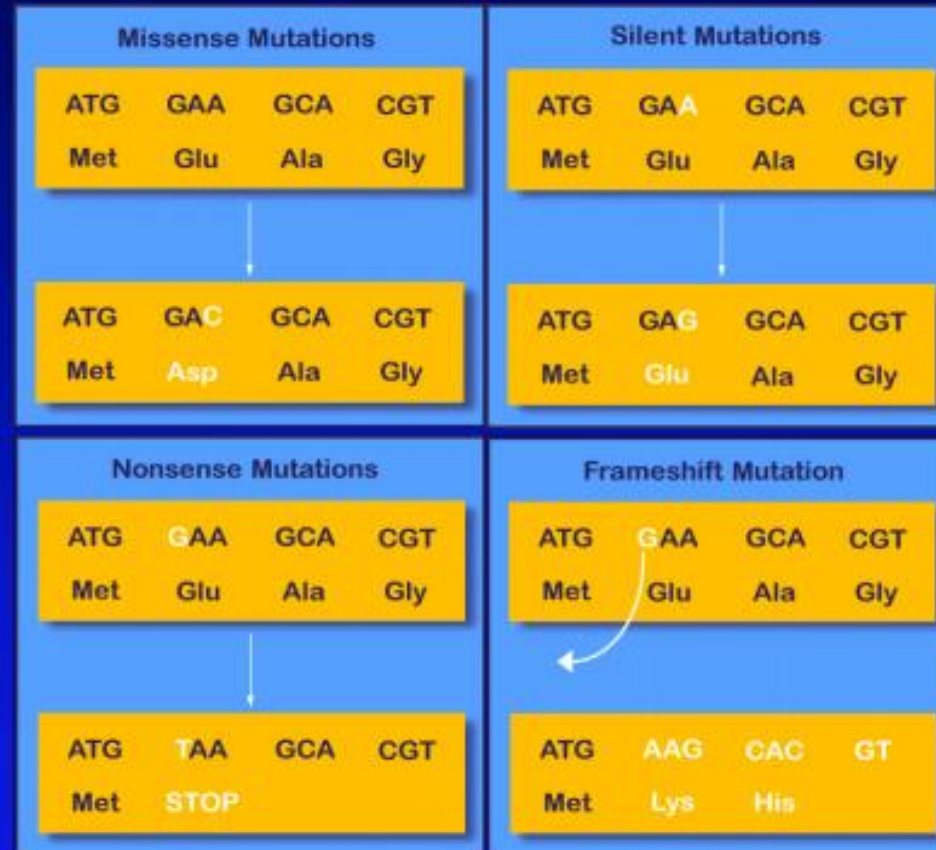 Missense Mutations
ATG GAA GCA CGT
Met Glu Ala Gly
ATG GAC GCA CGT
Met Asp Ala Gly
Silent Mutations
ATG GAA GCA CGT
Met Glu Ala Gly
ATG GAG GCA CGT
Met Glu Ala Gly
Nonsense Mutations
ATG GAA GCA CGT
Met Glu Ala Gly
ATG TAA GCA CGT
Met STOP
Frameshift Mutation
ATG GAA GCA CGT
Met Glu Ala Gly
ATG AAG CAC GT
Met Lys His